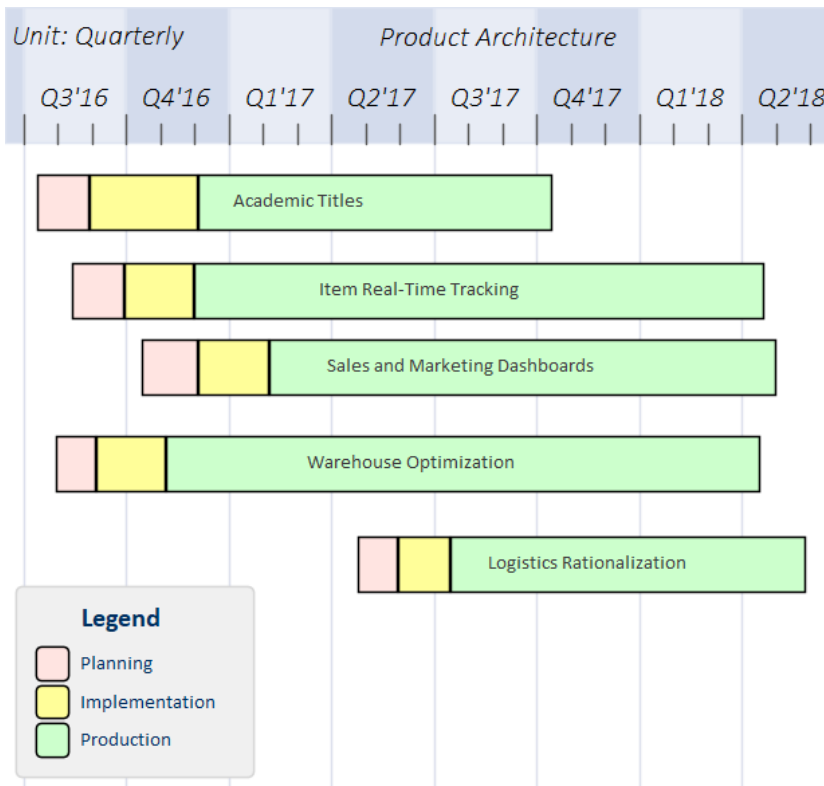 Unit: Quarterly
Product Architecture
Q3'16 Q4'16 Q1'17 Q2'17 Q3'17 Q4'17 Q1'18 Q2'18
Academic Titles
Item Real-Time Tracking
Sales and Marketing Dashboards
Warehouse Optimization
Logistics Rationalization
Legend
Planning
Implementation
Production